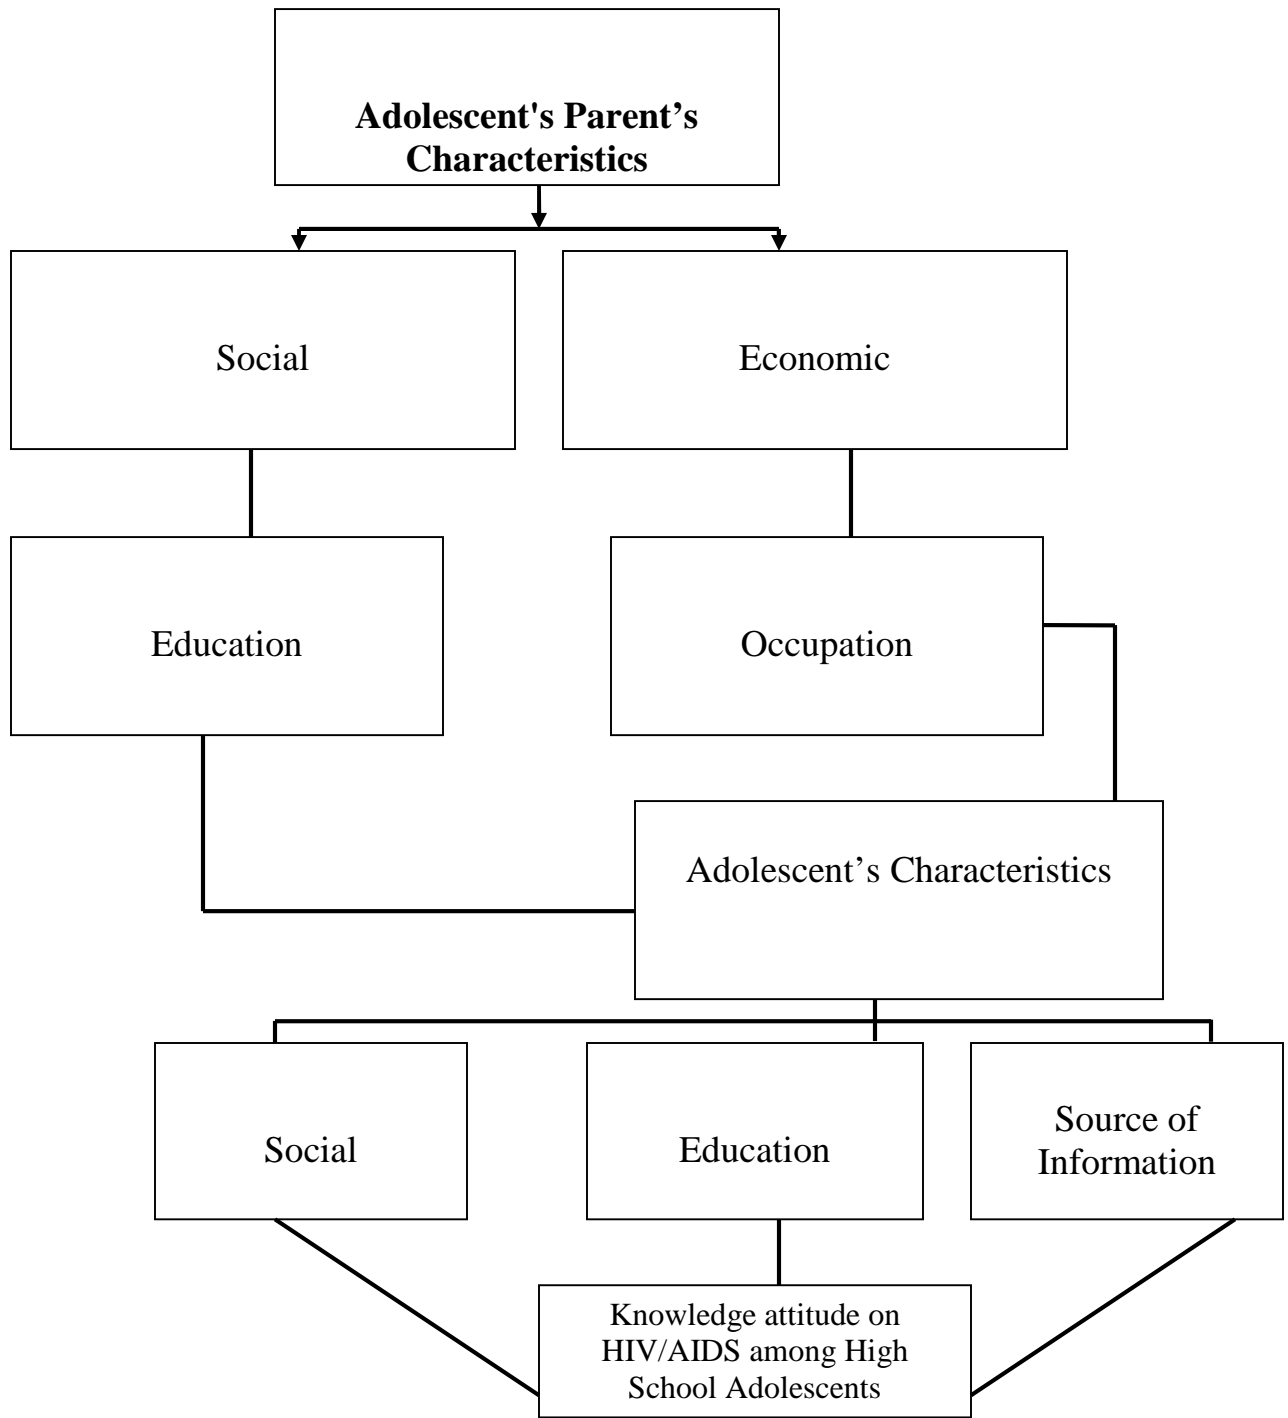 Adolescent's Parent’s
Characteristics
Social
Economic
Education
Occupation
Adolescent’s Characteristics
Social
Education
Source of
Information
Knowledge attitude on
HIV/AIDS among High
School Adolescents